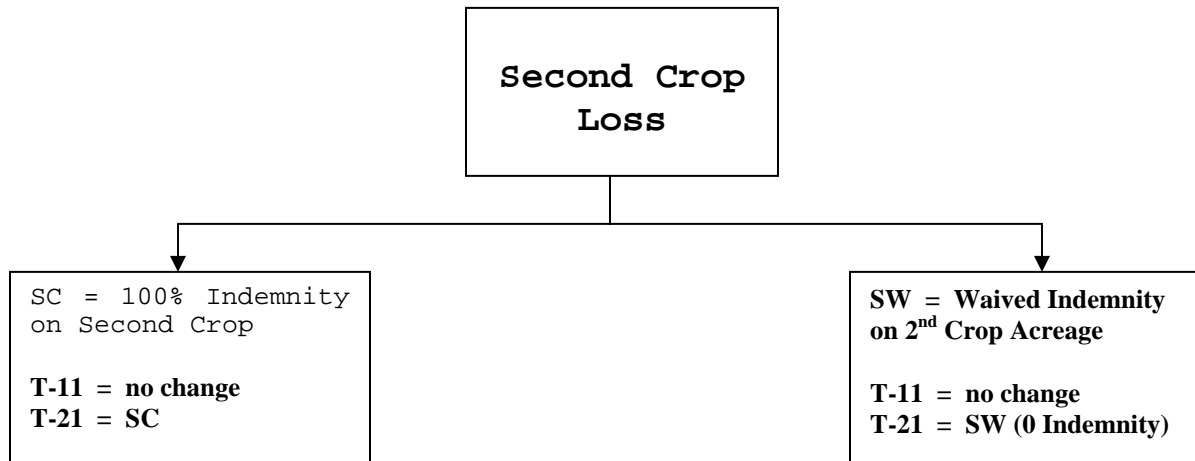 Second Crop
Loss
SC = 100% Indemnity
on Second Crop
T-11 = no change
T-21 = SC
SW = Waived Indemnity
on 2nd Crop Acreage
T-11 = no change
T-21 = SW (0 Indemnity)